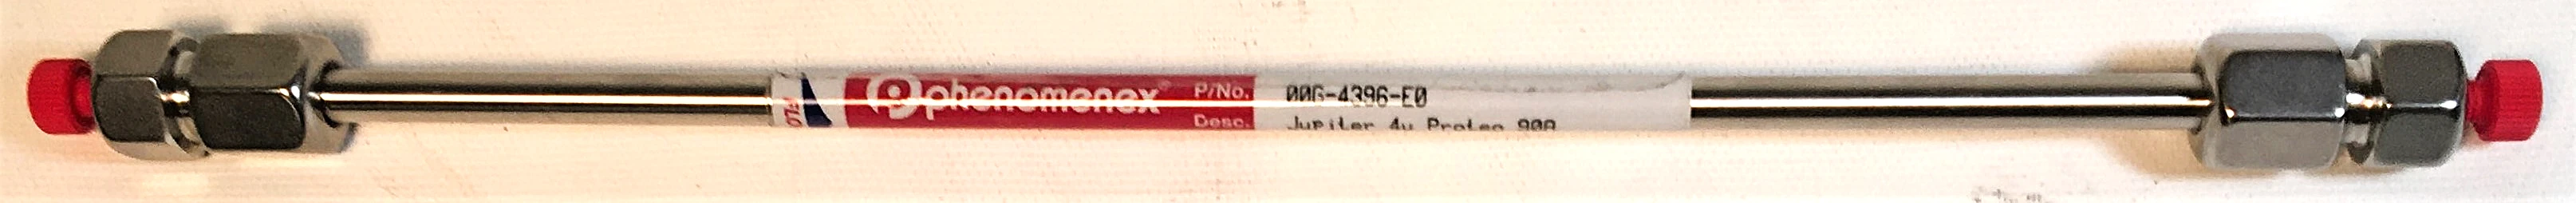 phenomenex®
P/No. 00G-4396-E0
Desc. Jupiter 4u Proteo 90A